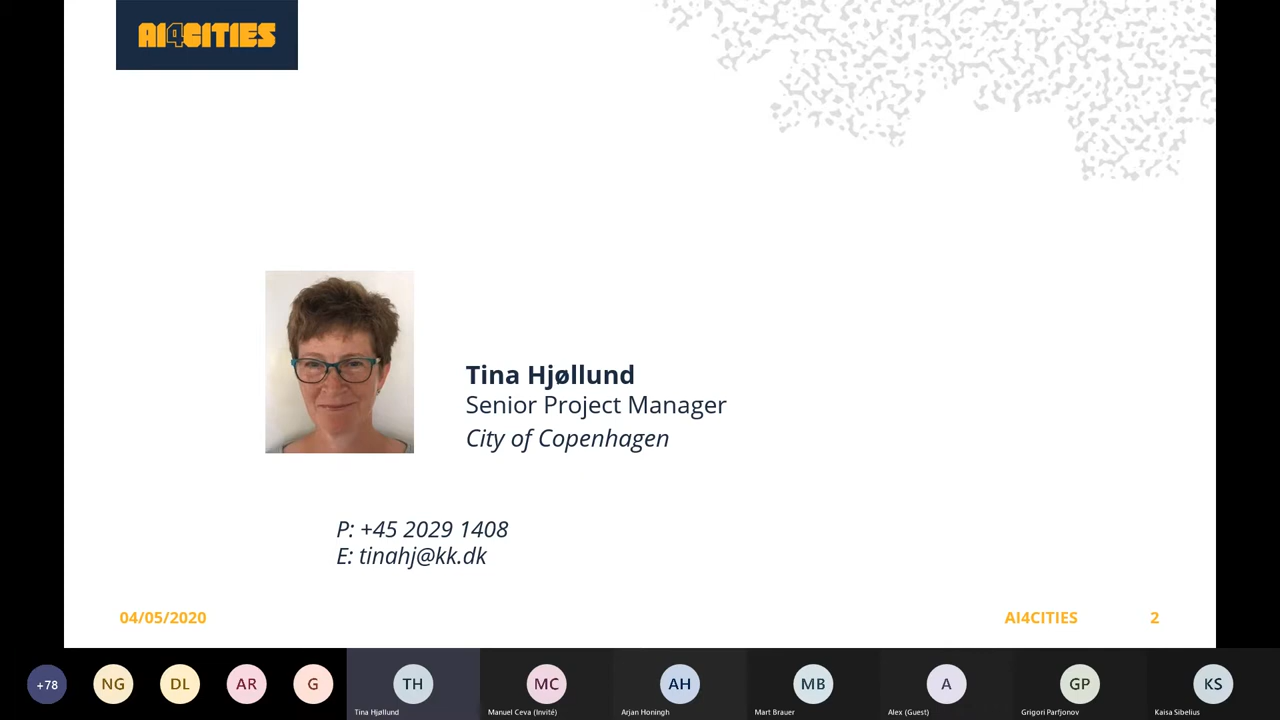 AI4CITIES
Tina Hjøllund
Senior Project Manager
City of Copenhagen
P: +45 2029 1408
E: tinahj@kk.dk
04/05/2020
AI4CITIES
2
+78
NG
DL
AR
G
TH
MC
AH
MB
A
GP
KS
Tina Hjøllund
Manuel Ceva (Invité)
Arjan Honingh
Mart Brauer
Alex (Guest)
Grigori Parfjonov
Kaisa Sibelius